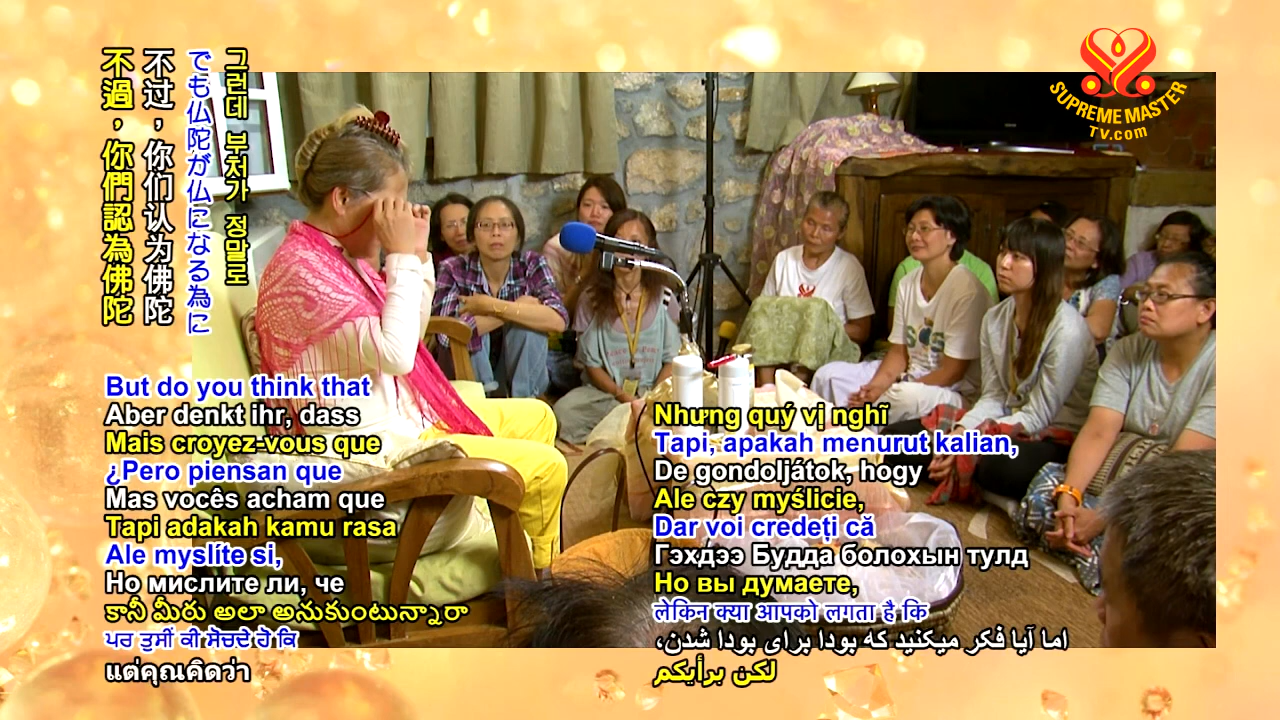 SUPREME MASTER
TV.com
그런데 부처가 정말로
でも仏陀が仏になる為に
不过，你们认为佛陀
不過，你們認為佛陀
But do you think that
Aber denkt ihr, dass
Mais croyez-vous que
¿Pero piensan que
Mas vocês acham que
Tapi adakah kamu rasa
Ale myslíte si,
Но мислите ли, че
కానీ మీరు అలా అనుకుంటున్నారా
ਪਰ ਤੁਸੀਂ ਕੀ ਸੋਚਦੇ ਹੋ ਕਿ
แต่คุณคิดว่า
Nhưng quý vị nghĩ
Tapi, apakah menurut kalian,
De gondoljátok, hogy
Ale czy myślicie,
Dar voi credeți că
Гэхдээ Будда болохын тулд
Но вы думаете,
लेकिन क्या आपको लगता है कि
اما آیا فکر میکنید که بودا برای بودا شدن،
لكن برأيكم